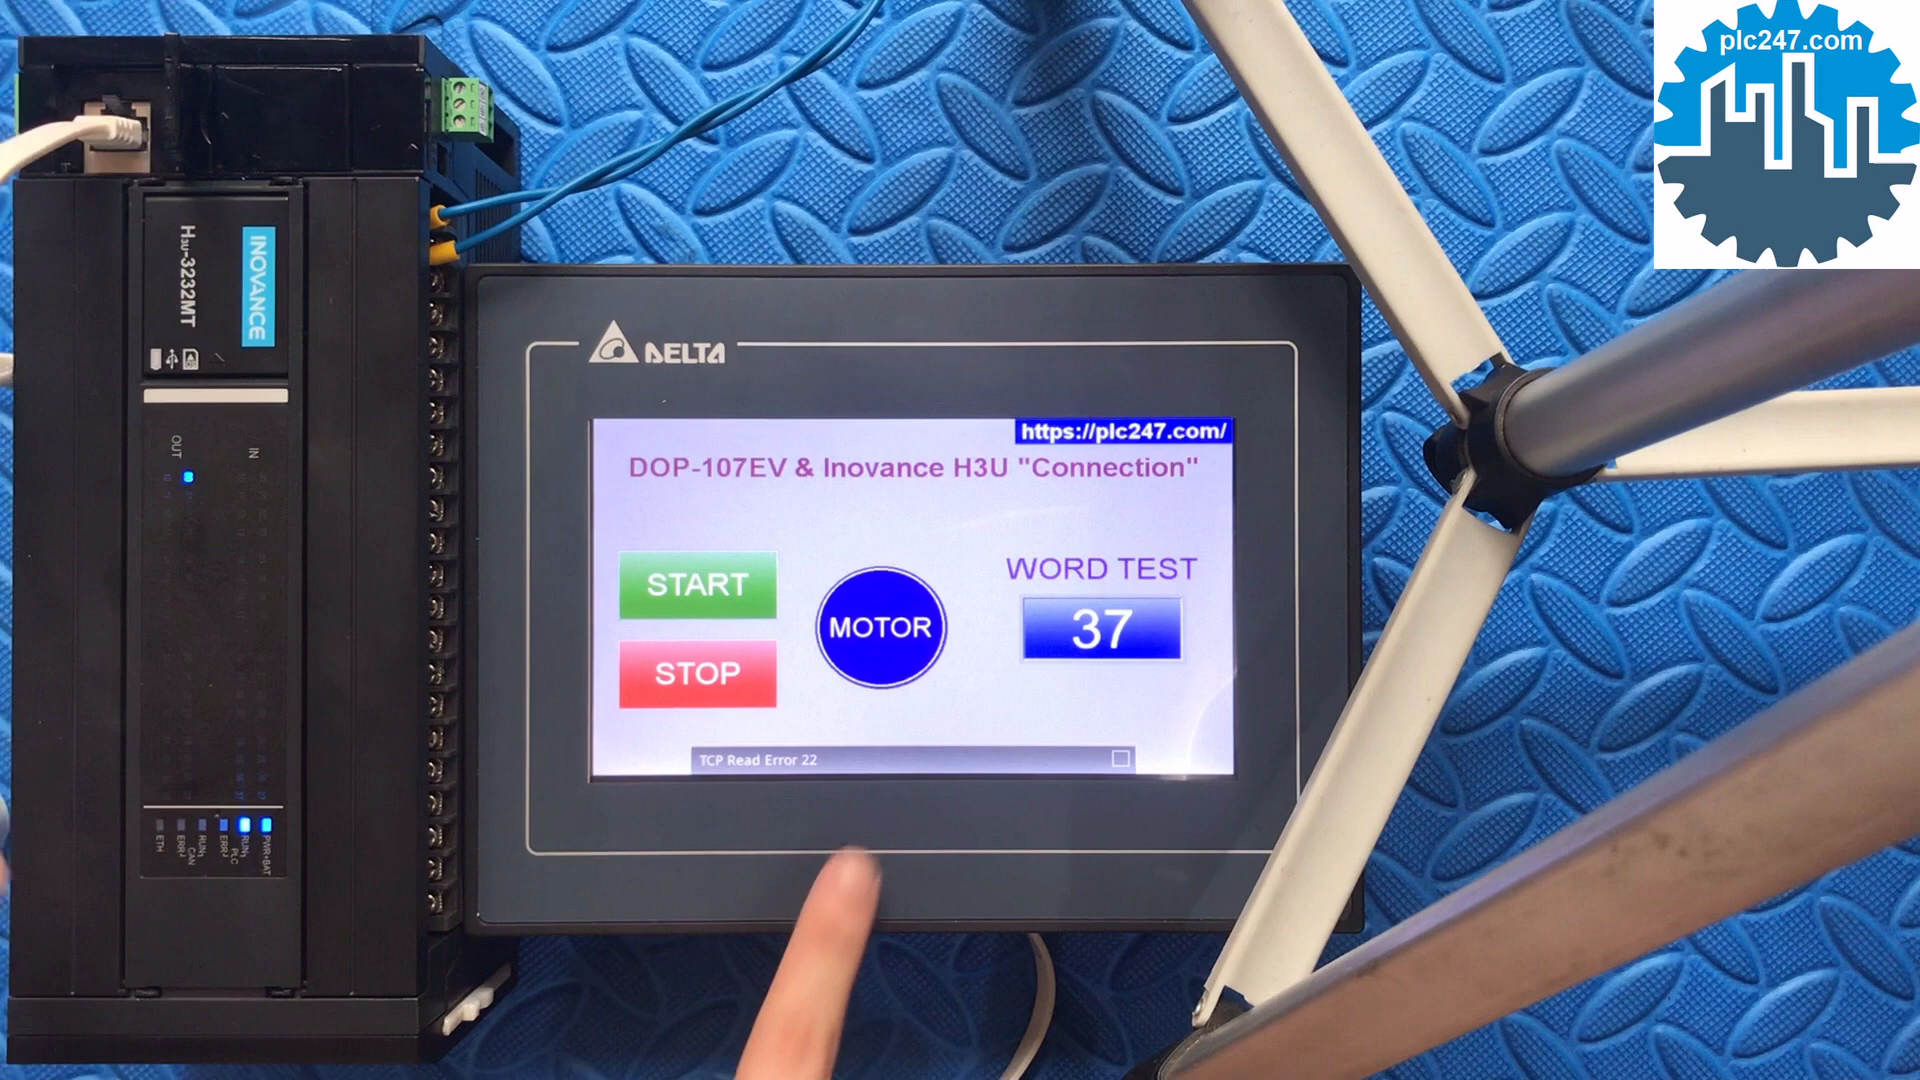 plc247.com
INOVANCE
H3U-3232MT
DELTA
https://plc247.com/
DOP-107EV & Inovance H3U "Connection"
START
STOP
MOTOR
WORD TEST
37
TCP Read Error 22
IN
OUT
PWR+BAT
RUN
ERR
PLC
RUN
ERR
CAN
ETH